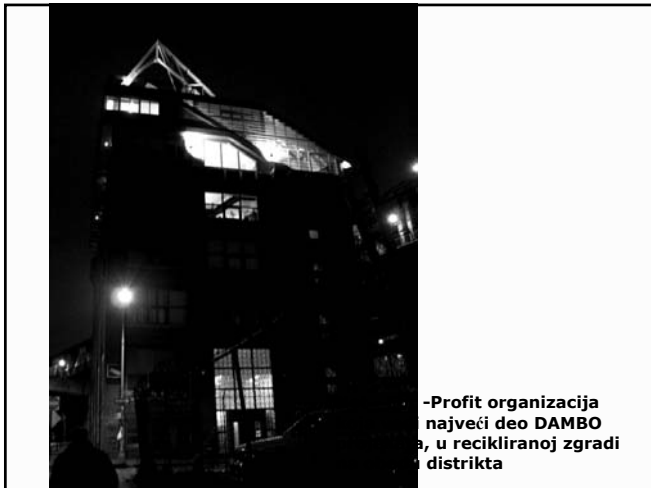 -Profit organizacija
najveći deo DAMBO
u recikliranoj zgradi
distrikta